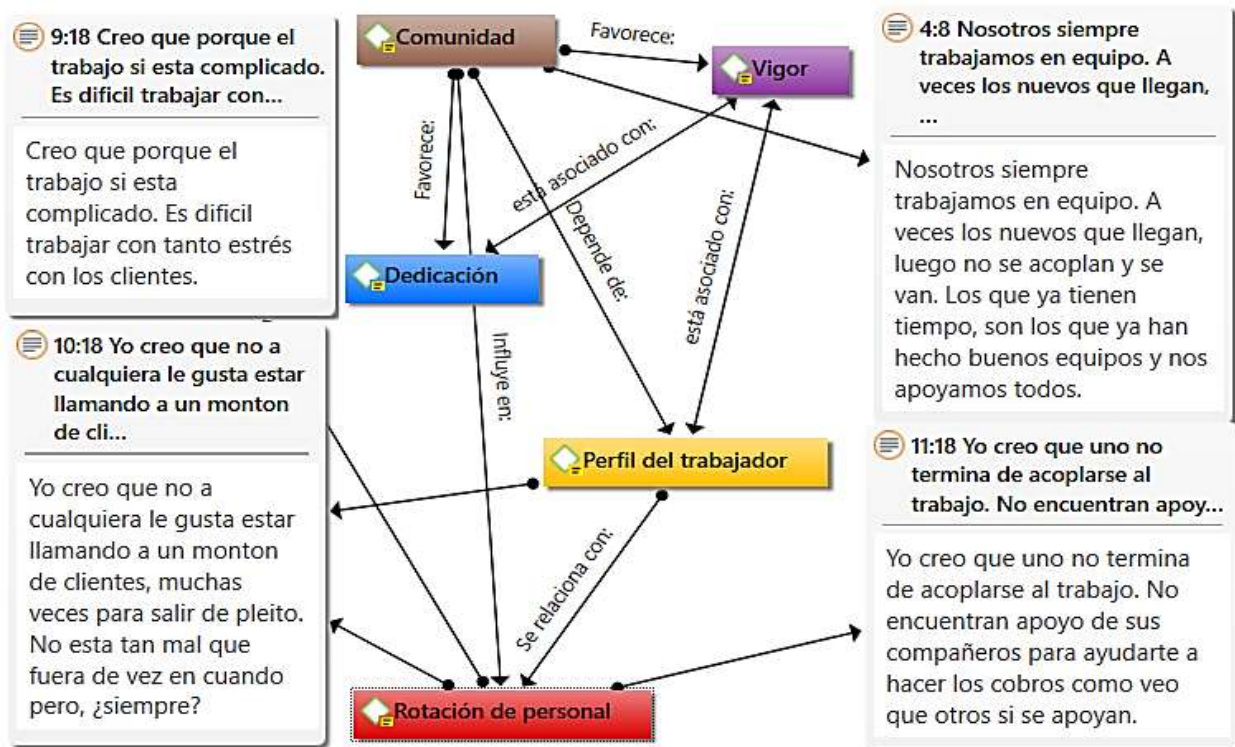 9:18 Creo que porque el
trabajo si esta complicado.
Es dificil trabajar con...
Creo que porque el
trabajo si esta
complicado. Es dificil
trabajar con tanto estrés
con los clientes.
Comunidad
Favorece:
Vigor
4:8 Nosotros siempre
trabajamos en equipo. A
veces los nuevos que llegan,
...
Nosotros siempre
trabajamos en equipo. A
veces los nuevos que llegan,
luego no se acoplan y se
van. Los que ya tienen
tiempo, son los que ya han
hecho buenos equipos y nos
apoyamos todos.
Favorece:
está asociado con:
Depende de:
está asociado con:
Dedicación
Influye en:
10:18 Yo creo que no a
cualquiera le gusta estar
llamando a un monton
de cli...
Yo creo que no a
cualquiera le gusta estar
llamando a un monton
de clientes, muchas
veces para salir de pleito.
No esta tan mal que
fuera de vez en cuando
pero, ¿siempre?
Perfil del trabajador
Se relaciona con:
Rotación de personal
11:18 Yo creo que uno no
termina de acoplarse al
trabajo. No encuentran apoy...
Yo creo que uno no termina
de acoplarse al trabajo. No
encuentran apoyo de sus
compañeros para ayudarte a
hacer los cobros como veo
que otros si se apoyan.